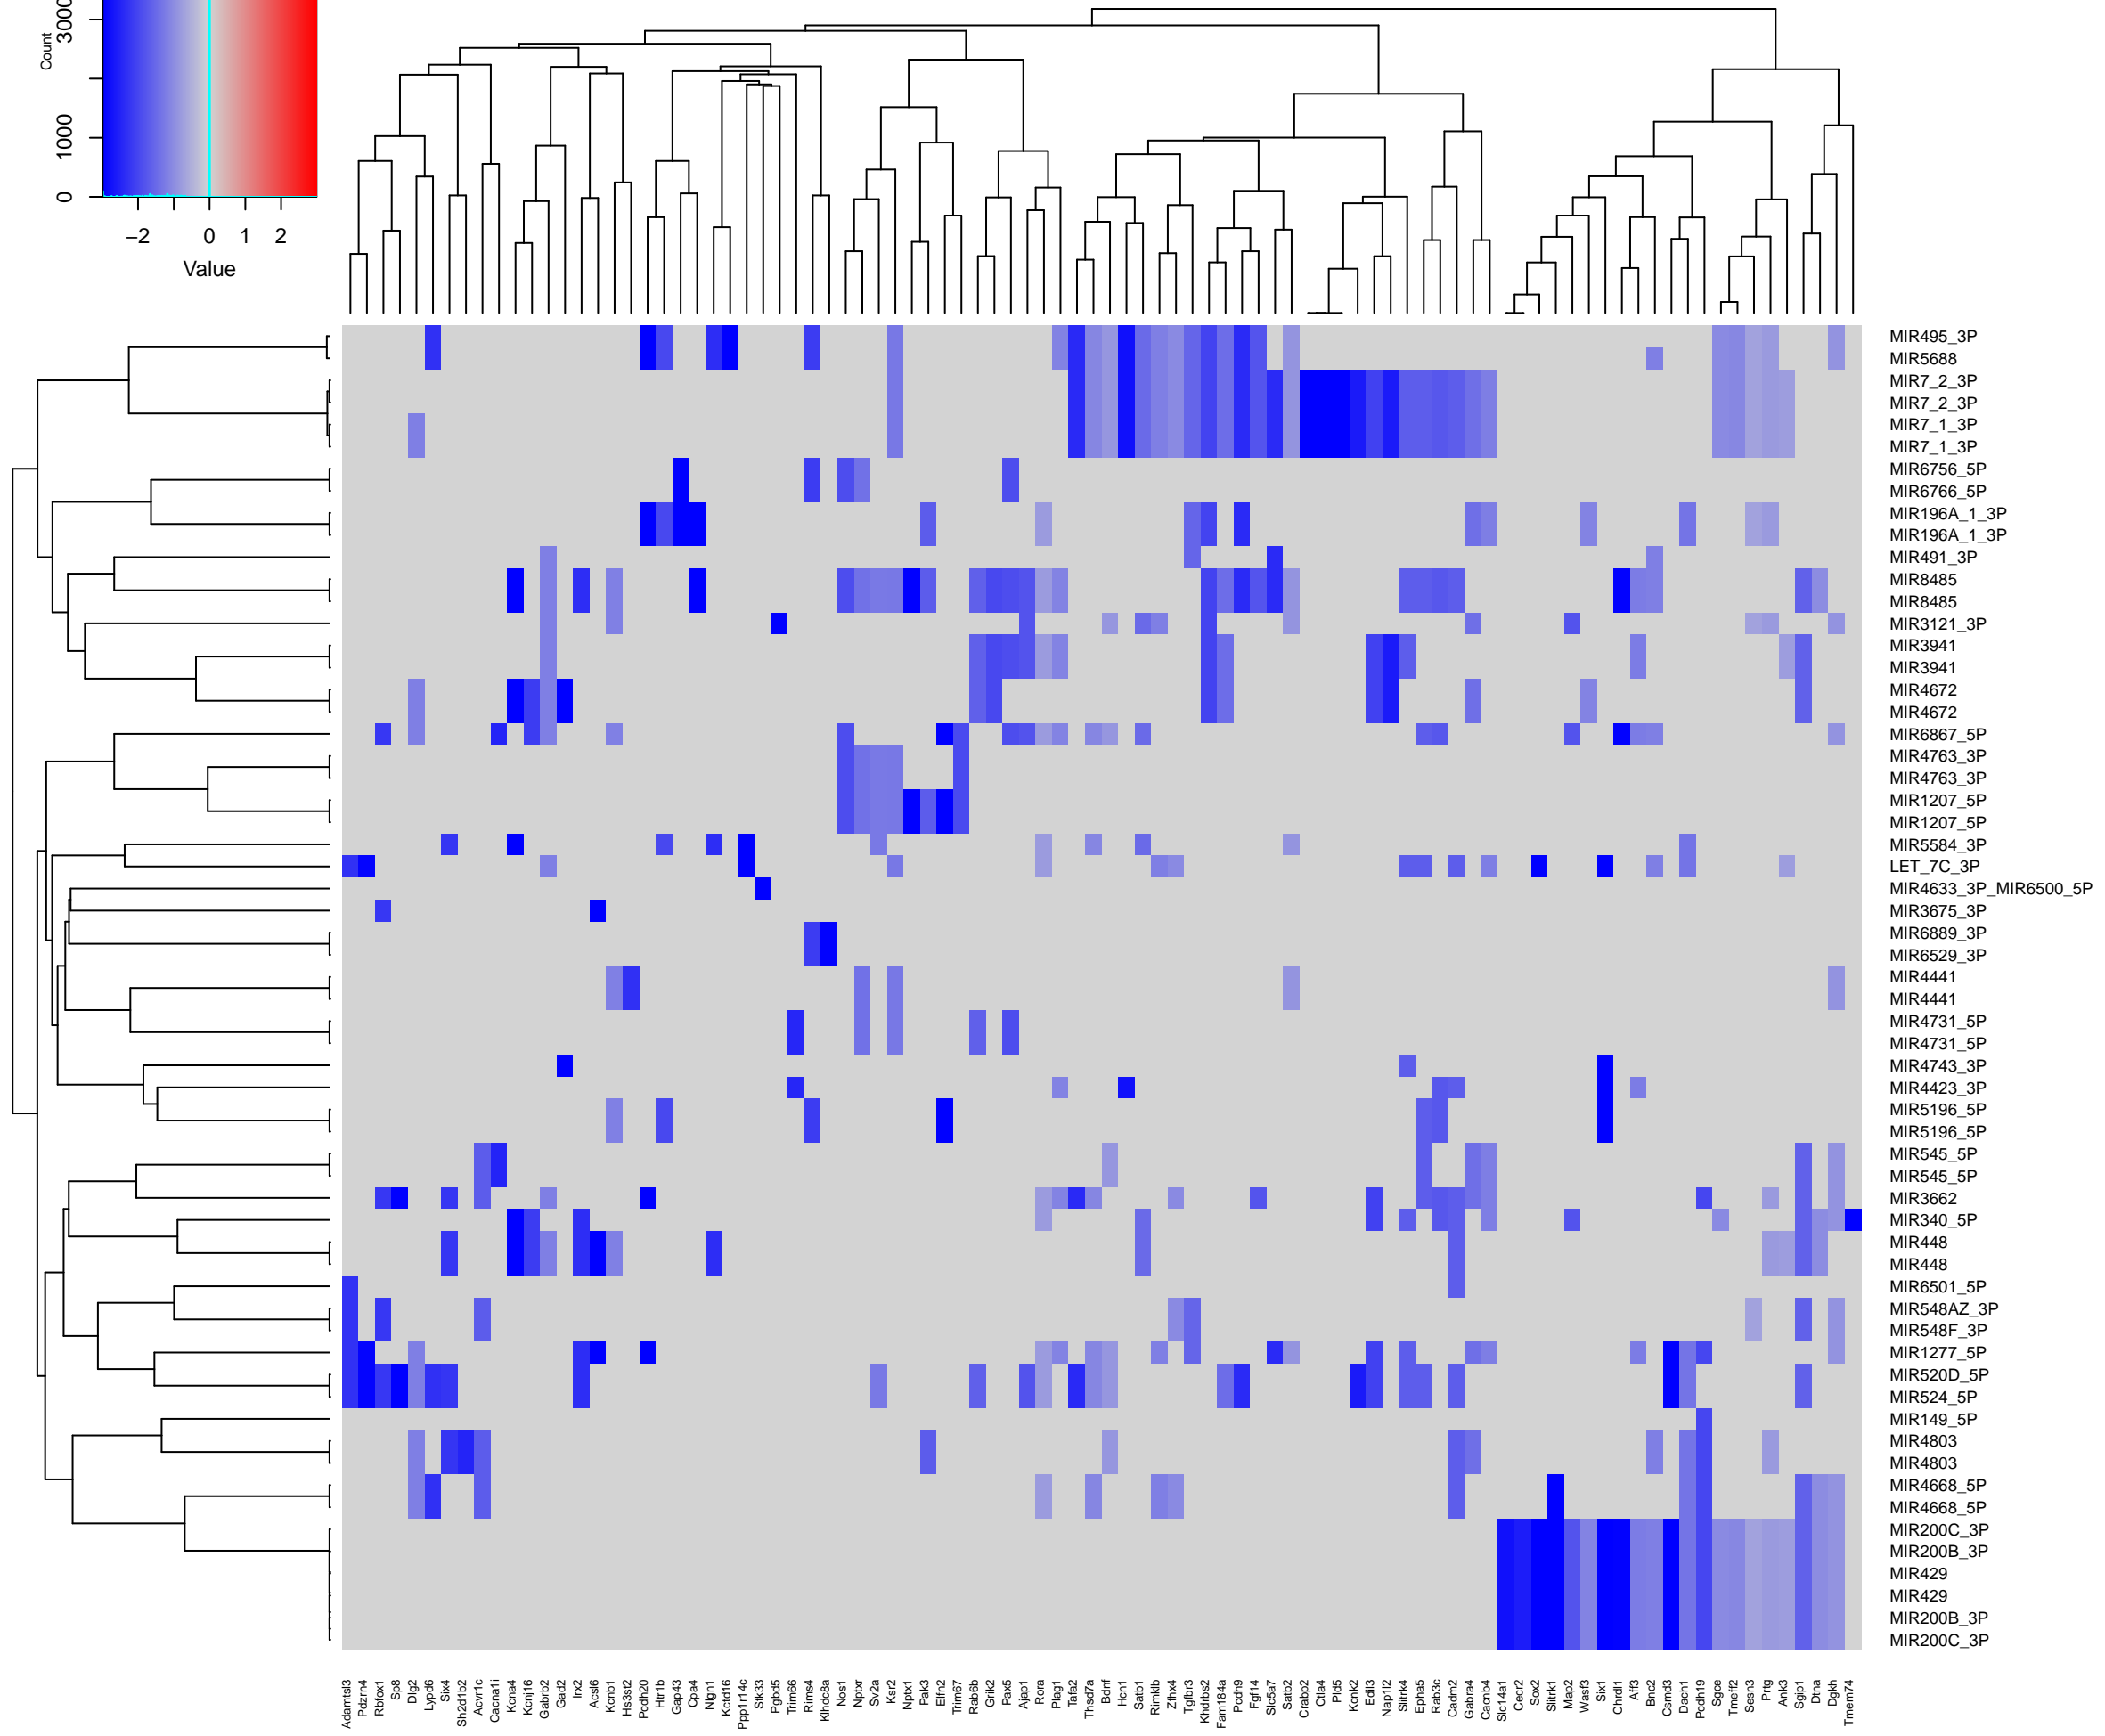 Count
0
1000
3000
−2
0
1
2
Value
MIR495_3P
MIR5688
MIR7_2_3P
MIR7_2_3P
MIR7_1_3P
MIR7_1_3P
MIR6756_5P
MIR6766_5P
MIR196A_1_3P
MIR196A_1_3P
MIR491_3P
MIR8485
MIR8485
MIR3121_3P
MIR3941
MIR3941
MIR4672
MIR4672
MIR6867_5P
MIR4763_3P
MIR4763_3P
MIR1207_5P
MIR1207_5P
MIR5584_3P
LET_7C_3P
MIR4633_3P_MIR6500_5P
MIR3675_3P
MIR6889_3P
MIR6529_3P
MIR4441
MIR4441
MIR4731_5P
MIR4731_5P
MIR4743_3P
MIR4423_3P
MIR5196_5P
MIR5196_5P
MIR545_5P
MIR545_5P
MIR3662
MIR340_5P
MIR448
MIR448
MIR6501_5P
MIR548AZ_3P
MIR548F_3P
MIR1277_5P
MIR520D_5P
MIR524_5P
MIR149_5P
MIR4803
MIR4803
MIR4668_5P
MIR4668_5P
MIR200C_3P
MIR200B_3P
MIR429
MIR429
MIR200B_3P
MIR200C_3P
Adamtsl3
Pdzrn4
Rbfox1
Sp8
Dlg2
Lypd6
Six4
Sh2d1b2
Acvr1c
Cacna1i
Kcna4
Kcnj16
Gabrb2
Gad2
Irx2
Acsl6
Kcnb1
Hs3st2
Pcdh20
Htr1b
Gap43
Cpa4
Nlgn1
Kctd16
Ppp1r14c
Stk33
Pgbd5
Trim66
Rims4
Klhdc8a
Nos1
Nptxr
Sv2a
Ksr2
Nptx1
Pak3
Elfn2
Trim67
Rab6b
Grik2
Pax5
Ajap1
Rora
Plag1
Tafa2
Thsd7a
Bdnf
Hcn1
Satb1
Rimklb
Zfhx4
Tgfbr3
Khdrbs2
Fam184a
Pcdh9
Fgf14
Slc5a7
Satb2
Crabp2
Ctla4
Pld5
Kcnk2
Edil3
Nap1l2
Slitrk4
Epha5
Rab3c
Cadm2
Gabra4
Cacnb4
Slc14a1
Cecr2
Sox2
Slitrk1
Map2
Wasf3
Six1
Chrdl1
Aff3
Bnc2
Csmd3
Dach1
Pcdh19
Sgce
Tmeff2
Sesn3
Prtg
Ank3
Sgip1
Dtna
Dgkh
Tmem74